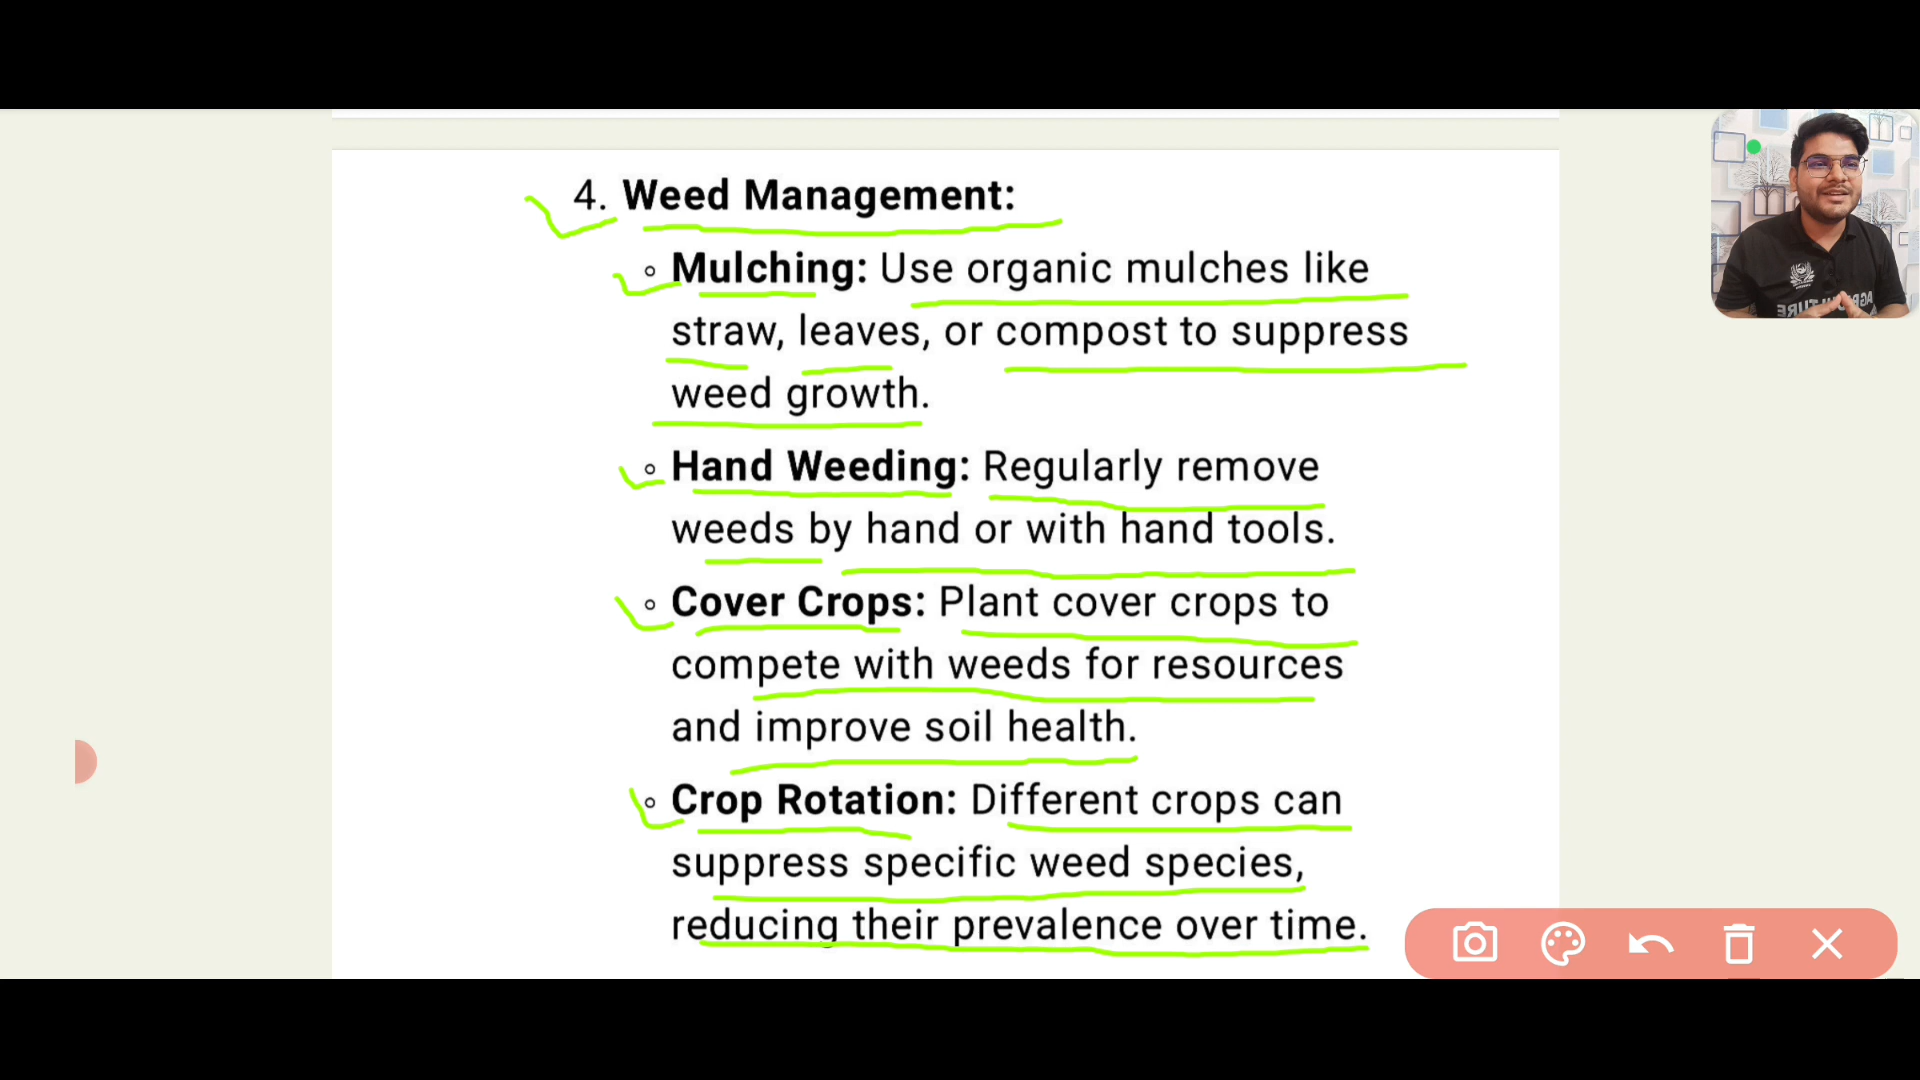 4. Weed Management:
◦ Mulching: Use organic mulches like
straw, leaves, or compost to suppress
weed growth.
◦ Hand Weeding: Regularly remove
weeds by hand or with hand tools.
◦ Cover Crops: Plant cover crops to
compete with weeds for resources
and improve soil health.
◦ Crop Rotation: Different crops can
suppress specific weed species,
reducing their prevalence over time.